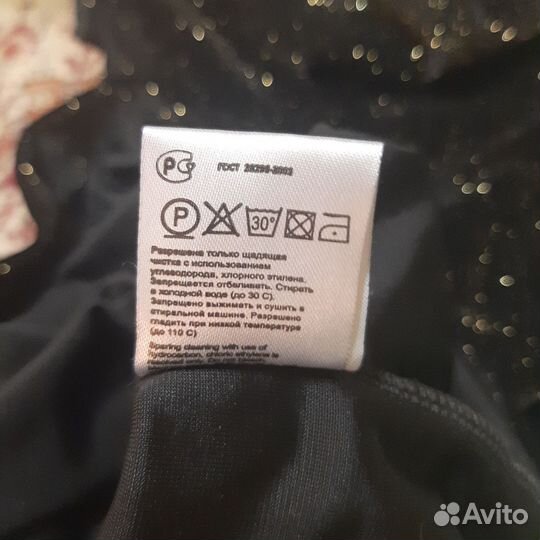 РС ГОСТ
P 30°
Разрешена только щадящая
чистка с использованием
углеводорода, хлорного этилена.
Запрещается отбеливать. Стирать
в холодной воде (до 30 С).
Запрещено выжимать и сушить в
стиральной машине. Разрешено
гладить при низкой температуре
(до 110 С)
Sparing cleaning with use of
hydrocarbon, chloric ethylene is
Avito